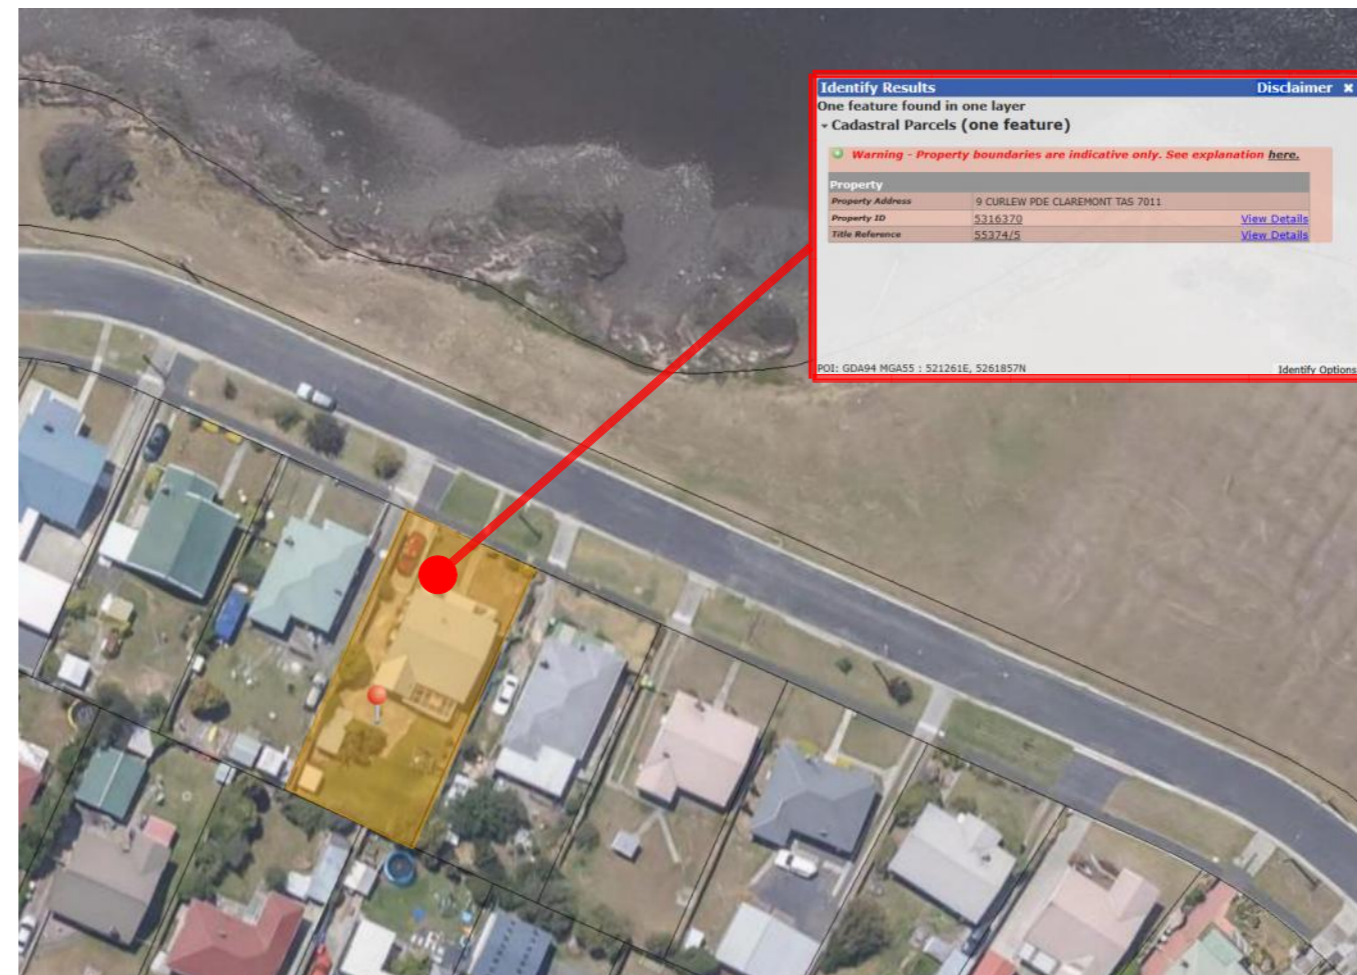 Identify Results Disclaimer ×
One feature found in one layer
Cadastral Parcels (one feature)
Warning - Property boundaries are indicative only. See explanation here.
Property
Property Address 9 CURLEW PDE CLAREMONT TAS 7011
Property ID 5316370 View Details
Title Reference 55374/5 View Details
POI: GDA94 MGA55 : 521261E, 5261857N Identify Options